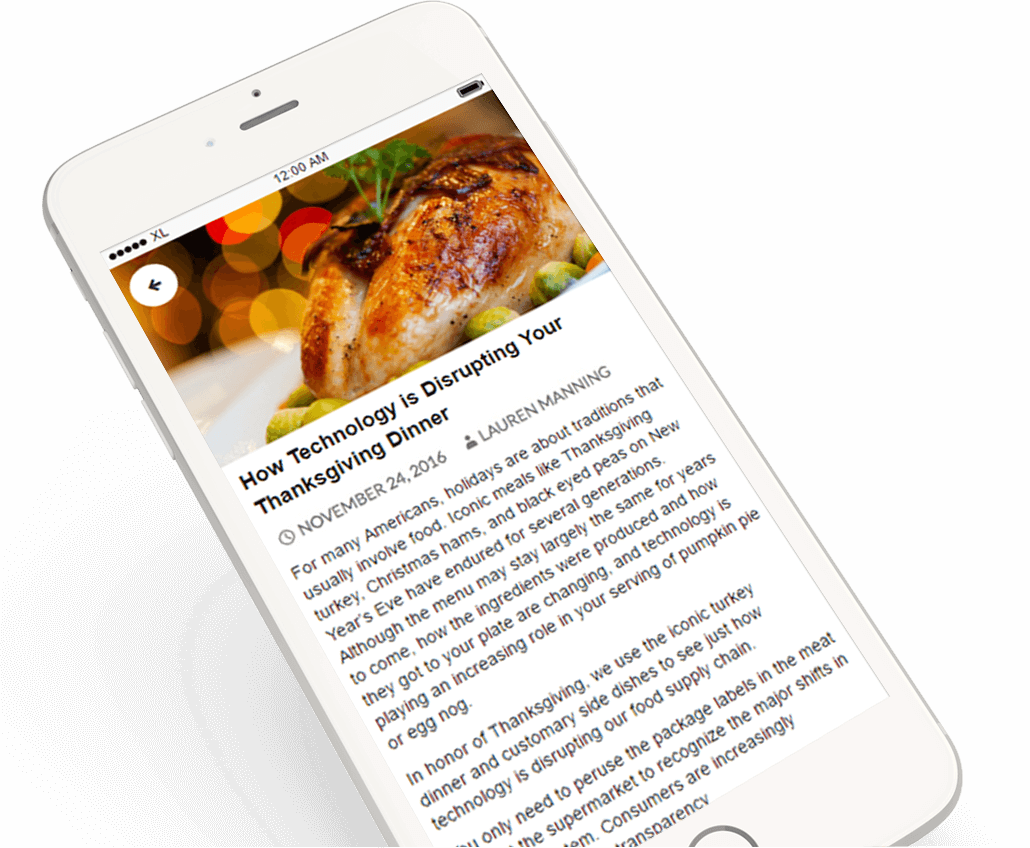 XL 12:00 AM
How Technology is Disrupting Your
Thanksgiving Dinner
NOVEMBER 24, 2016 LAUREN MANNING
For many Americans, holidays are about traditions that
usually involve food. Iconic meals like Thanksgiving
turkey, Christmas hams, and black eyed peas on New
Year's Eve have endured for several generations.
Although the menu may stay largely the same for years
to come, how the ingredients were produced and how
they got to your plate are changing, and technology is
playing an increasing role in your serving of pumpkin pie
or egg nog.
In honor of Thanksgiving, we use the iconic turkey
dinner and customary side dishes to see just how
technology is disrupting our food supply chain.
only need to peruse the package labels in the meat
the supermarket to recognize the major shifts in
Consumers are increasingly
transparency